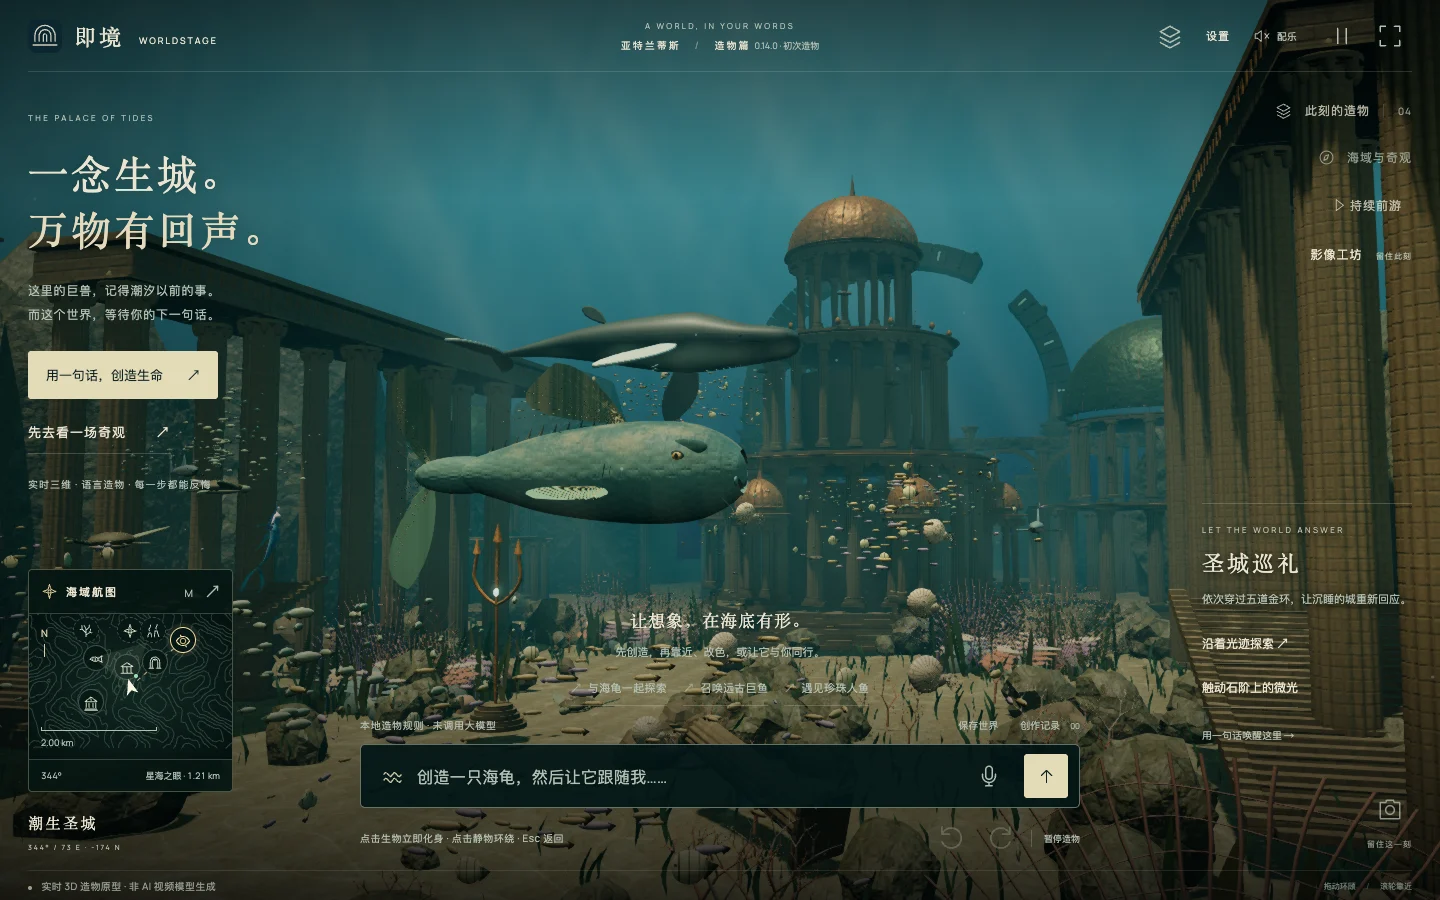 即境 WORLDSTAGE
A WORLD, IN YOUR WORDS
亚特兰蒂斯 / 造物篇 0.14.0·初次造物
设置
配乐
THE PALACE OF TIDES
一念生城。
万物有回声。
这里的巨兽，记得潮汐以前的事。
而这个世界，等待你的下一句话。
用一句话，创造生命 ↗
先去看一场奇观 ↗
实时三维 · 语言造物 · 每一步都能反悔
此刻的造物 04
海域与奇观
持续前游
影像工坊 留住此刻
海域航图 M ↗
N
2.00 km
344° 星海之眼 · 1.21 km
潮生圣城
344° / 73 E · -174 N
实时 3D 造物原型 · 非 AI 视频模型生成
让想象，在海底有形。
先创造，再靠近、改色，或让它与你同行。
↗ 与海龟一起探索 ↗ 召唤远古巨鱼 ↗ 遇见珍珠人鱼
本地造物规则 · 未调用大模型
保存世界 创作记录 00
创造一只海龟，然后让它跟随我……
点击生物立即化身 · 点击静物环绕 · Esc 返回
暂停造物
LET THE WORLD ANSWER
圣城巡礼
依次穿过五道金环，让沉睡的城重新回应。
沿着光迹探索 ↗
触动石阶上的微光
用一句话唤醒这里 →
留住这一刻
拖动环顾 / 滚轮靠近